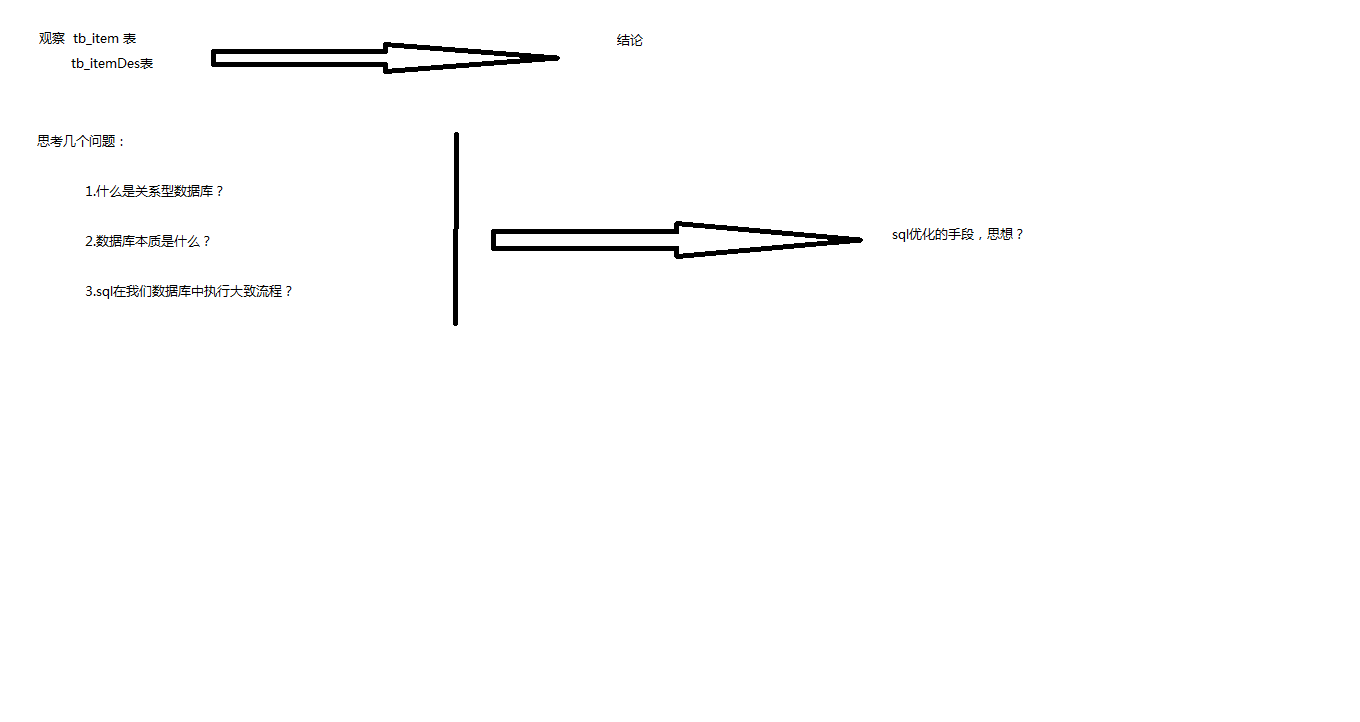 观察 tb_item 表
tb_itemDes表
结论
思考几个问题：
1.什么是关系型数据库？
2.数据库本质是什么？
3.sql在我们数据库中执行大致流程？
sql优化的手段，思想？